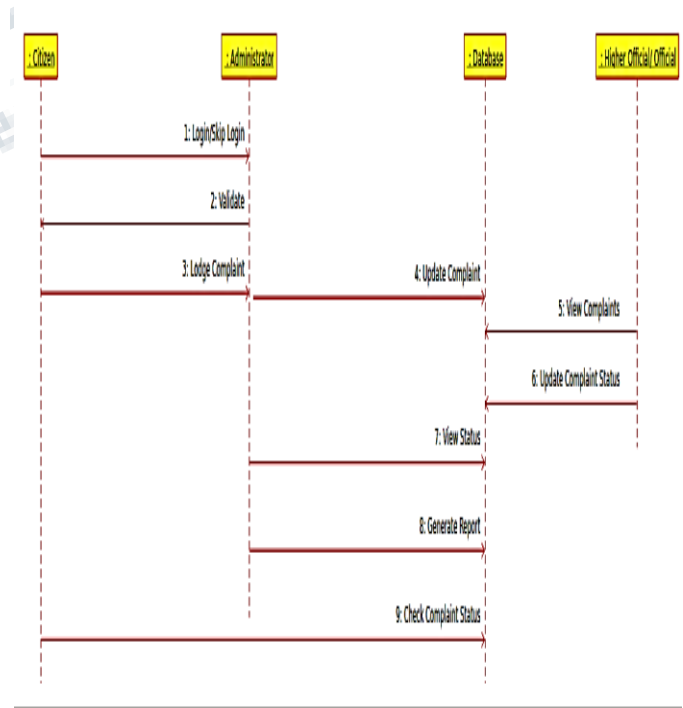 : Citizen
: Administrator
: Database
: Higher Official/ Official
1: Login/Skip Login
2: Validate
3: Lodge Complaint
4: Update Complaint
5: View Complaints
6: Update Complaint Status
7: View Status
8: Generate Report
9: Check Complaint Status